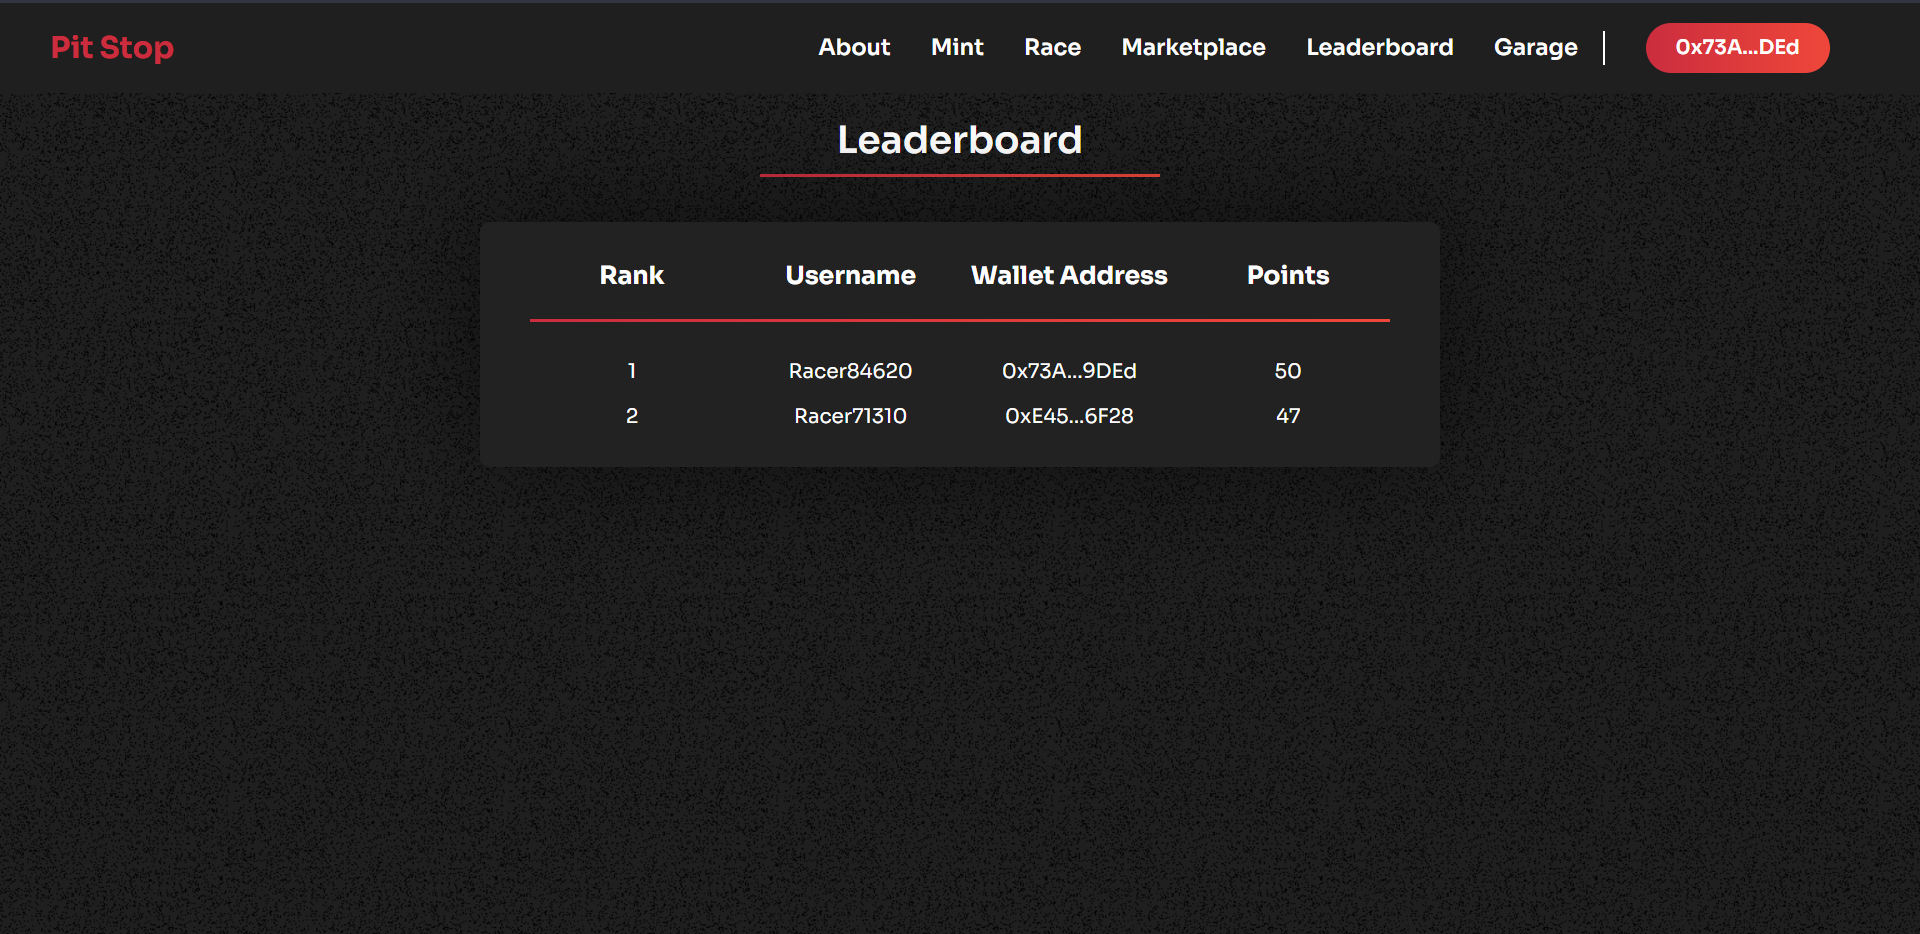 Pit Stop About Mint Race Marketplace Leaderboard Garage 0x73A...DEd
Leaderboard
Rank Username Wallet Address Points
1 Racer84620 0x73A...9DEd 50
2 Racer71310 0xE45...6F28 47